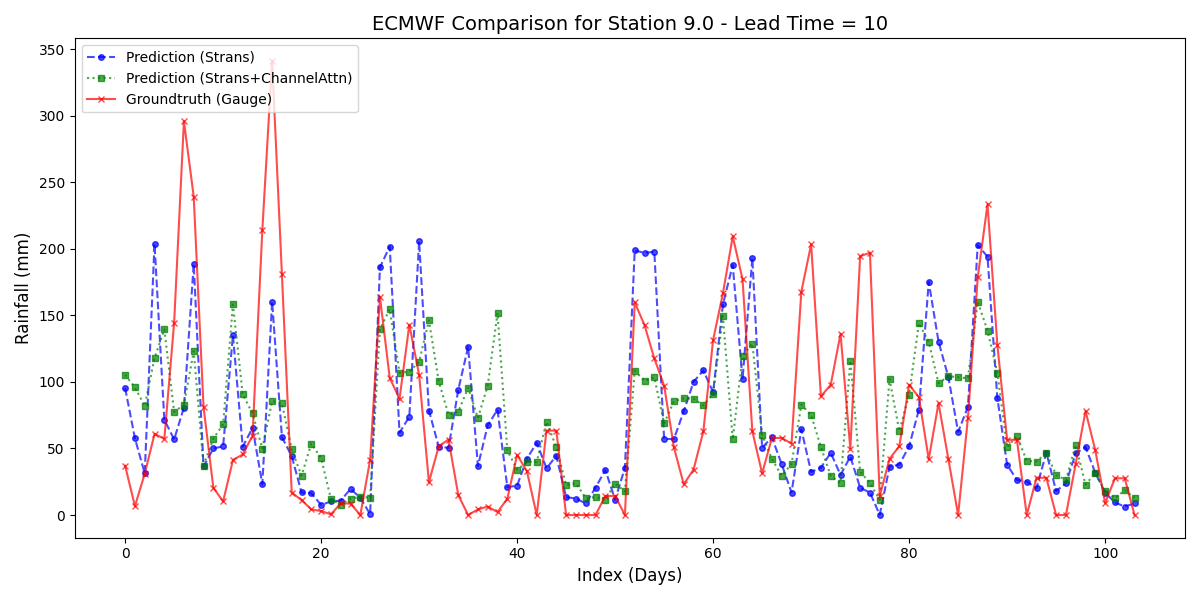 ECMWF Comparison for Station 9.0 - Lead Time = 10
Prediction (Strans)
Prediction (Strans+ChannelAttn)
Groundtruth (Gauge)
Rainfall (mm)
350
300
250
200
150
100
50
0
0 20 40 60 80 100
Index (Days)